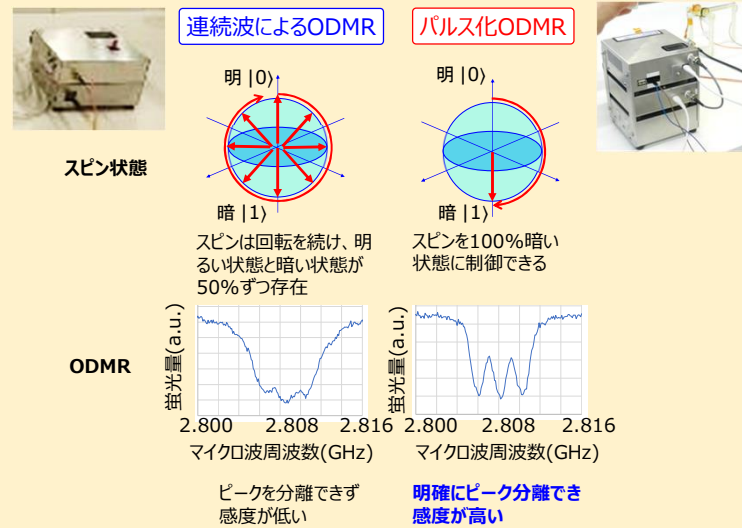 連続波によるODMR
パルス化ODMR
明 |0⟩
明 |0⟩
スピン状態
暗 |1⟩
暗 |1⟩
スピンは回転を続け、明
るい状態と暗い状態が
50%ずつ存在
スピンを100%暗い
状態に制御できる
ODMR
蛍光量(a.u.)
2.800 2.808 2.816
マイクロ波周波数(GHz)
蛍光量(a.u.)
2.800 2.808 2.816
マイクロ波周波数(GHz)
ピークを分離できず
感度が低い
明確にピーク分離でき
感度が高い